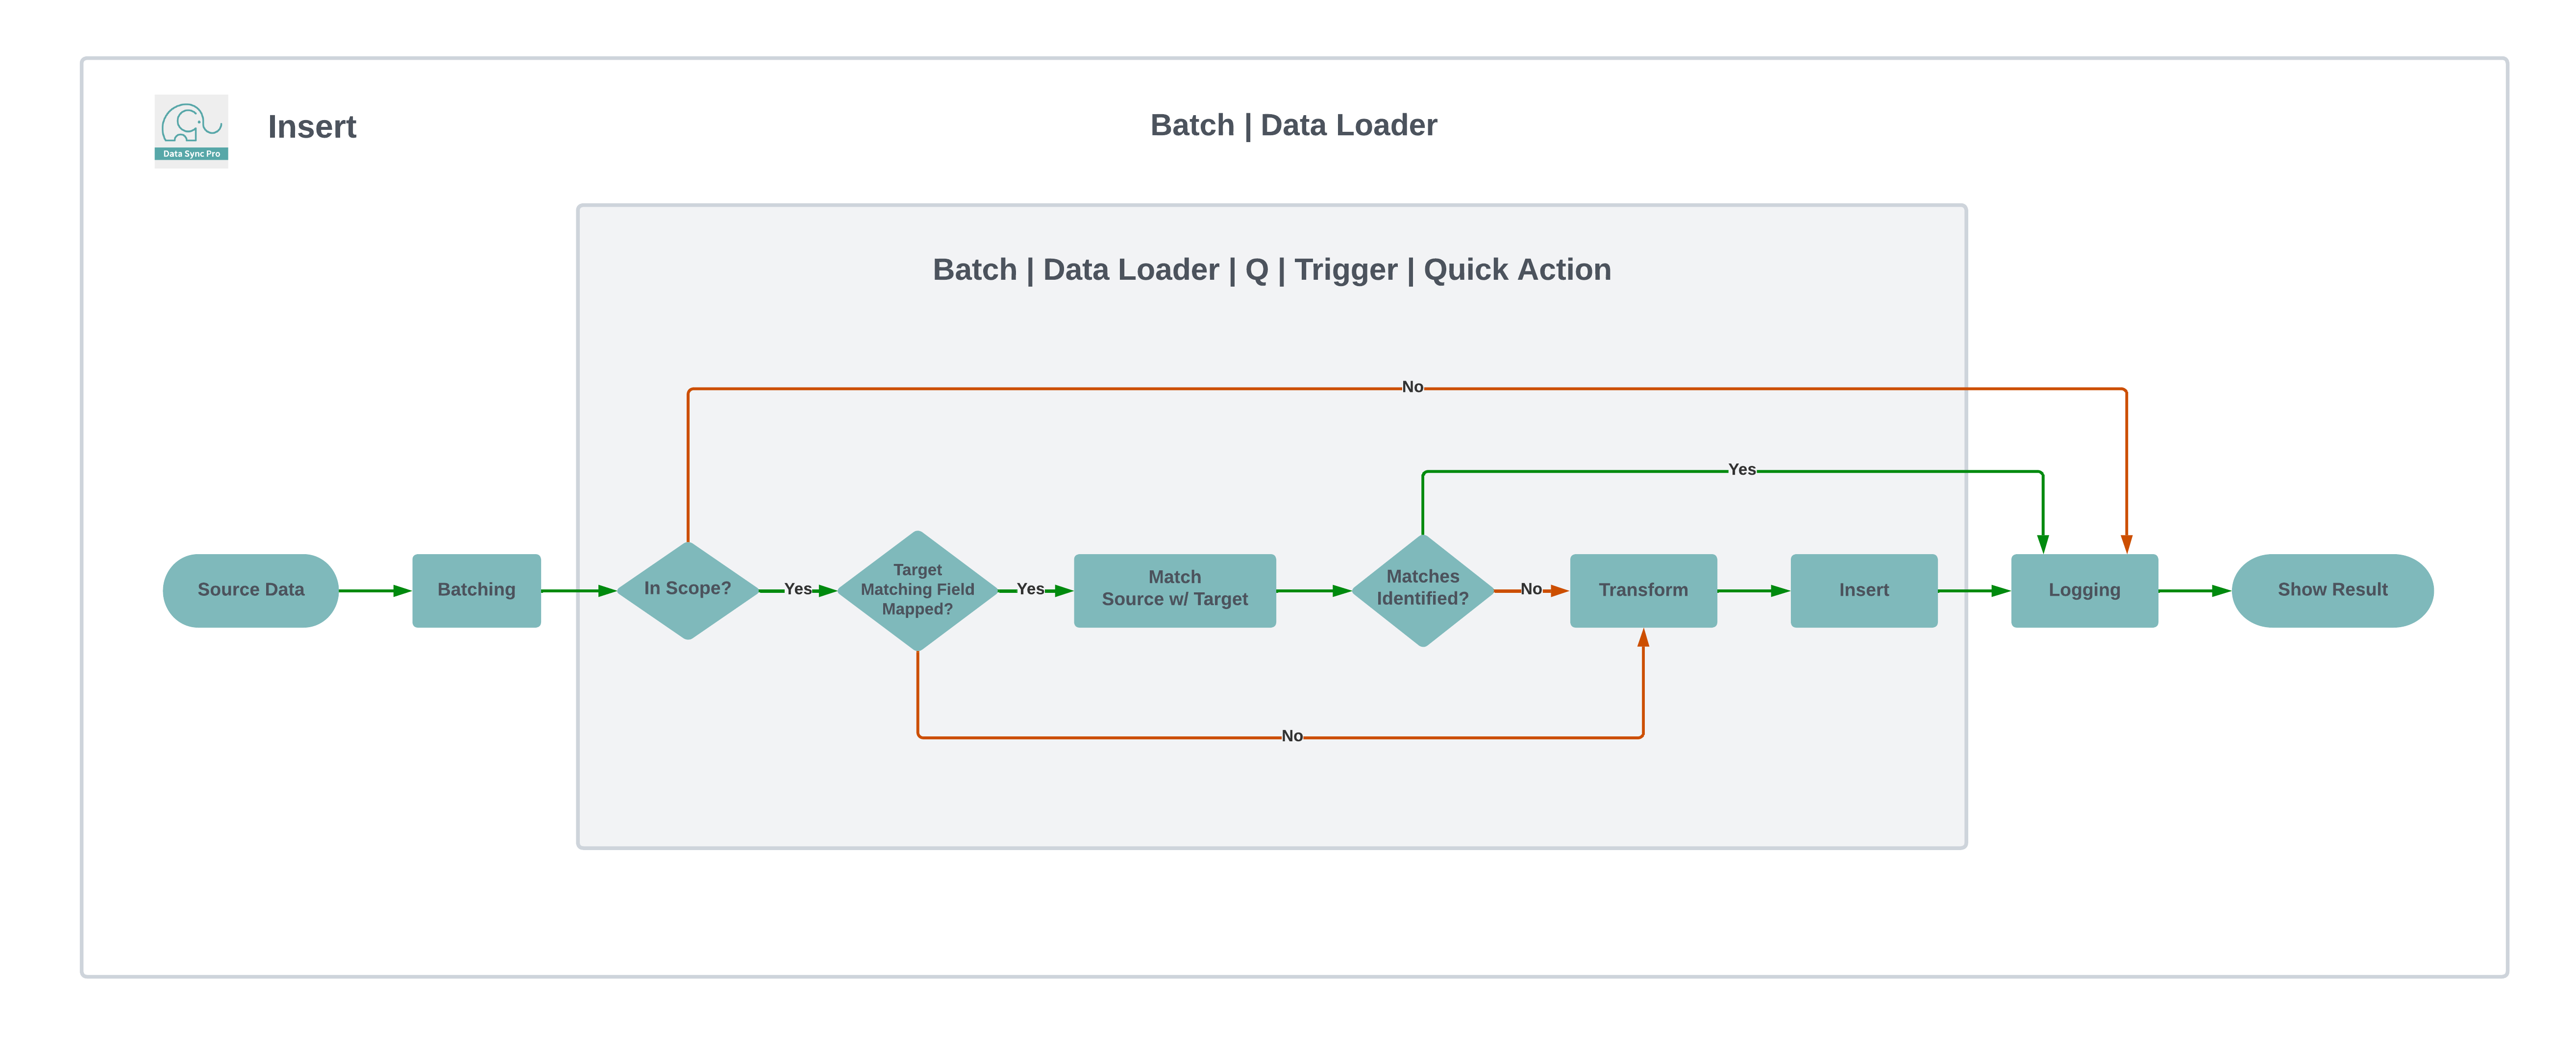 Insert
Batch | Data Loader
Data Sync Pro
Batch | Data Loader | Q | Trigger | Quick Action
No
Yes
Source Data
Batching
In Scope?
Yes
Target
Matching Field
Mapped?
Yes
Match
Source w/ Target
Matches
Identified?
No
Transform
Insert
Logging
Show Result
No